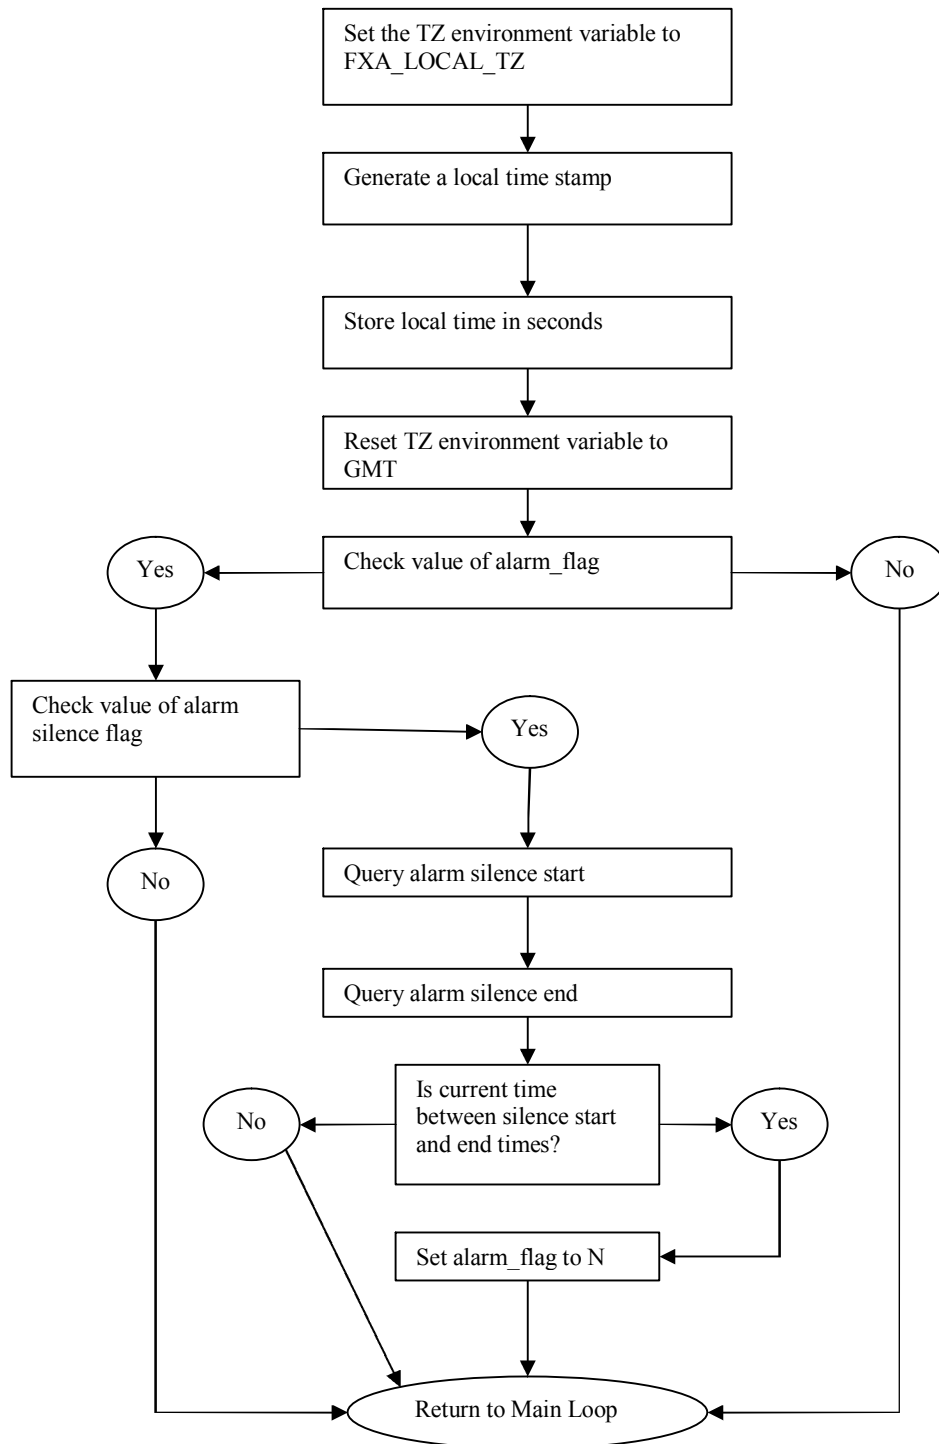 Set the TZ environment variable to
FXA_LOCAL_TZ
Generate a local time stamp
Store local time in seconds
Reset TZ environment variable to
GMT
Yes
Check value of alarm_flag
No
Check value of alarm
silence flag
Yes
No
Query alarm silence start
Query alarm silence end
No
Is current time
between silence start
and end times?
Yes
Set alarm_flag to N
Return to Main Loop